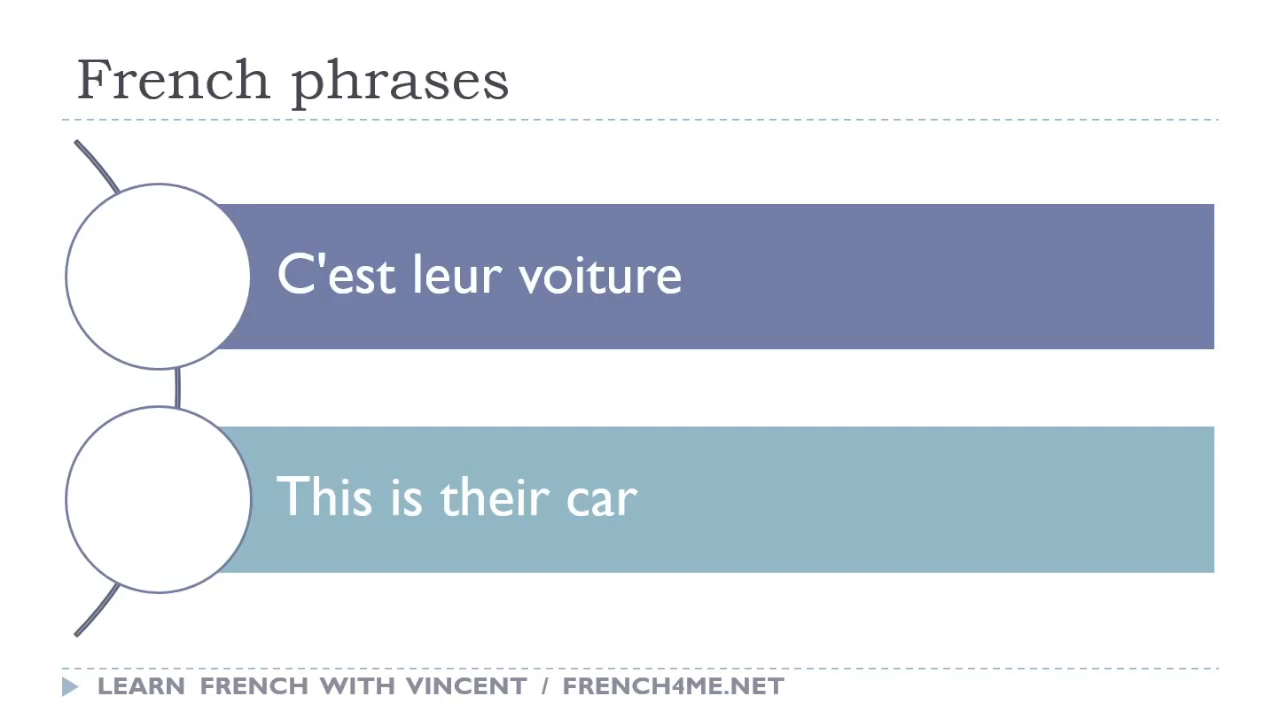 French phrases
C'est leur voiture
This is their car
LEARN FRENCH WITH VINCENT / FRENCH4ME.NET